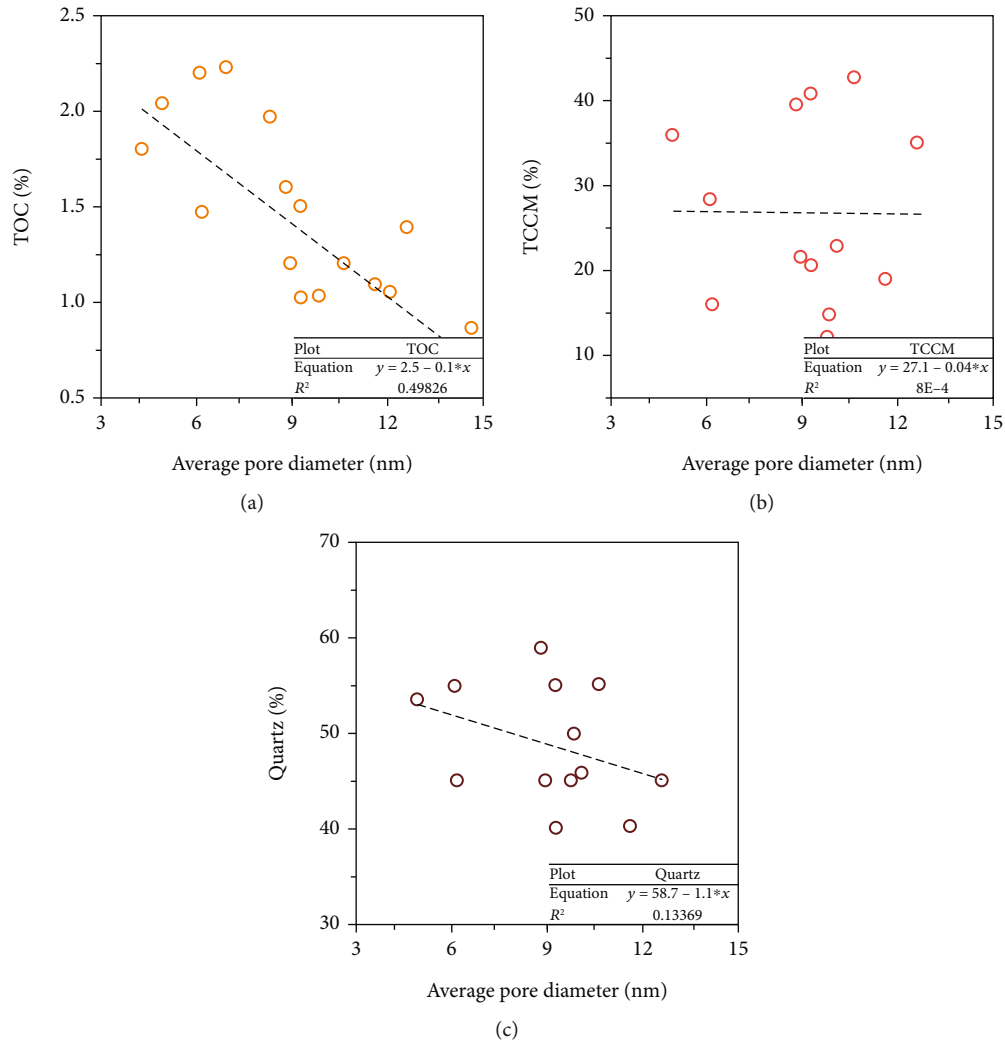 2.5
2.0
1.5
1.0
0.5
TOC (%)
Plot TOC
Equation y = 2.5 – 0.1*x
R² 0.49826
3 6 9 12 15
Average pore diameter (nm)
(a)
50
40
30
20
10
TCCM (%)
Plot TCCM
Equation y = 27.1 – 0.04*x
R² 8E–4
3 6 9 12 15
Average pore diameter (nm)
(b)
70
60
50
40
30
Quartz (%)
Plot Quartz
Equation y = 58.7 – 1.1*x
R² 0.13369
3 6 9 12 15
Average pore diameter (nm)
(c)